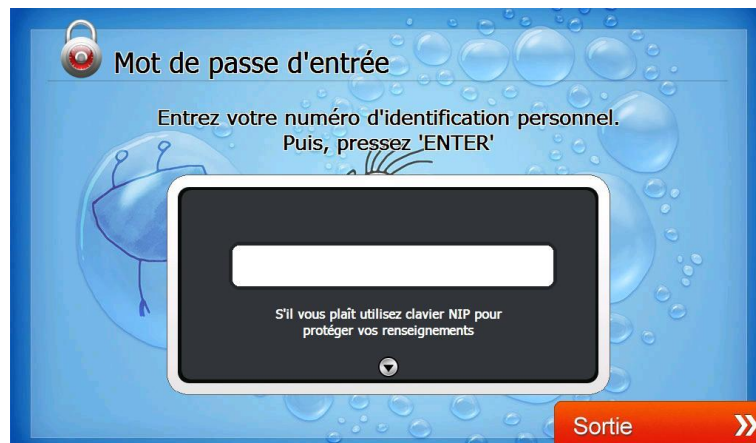 Mot de passe d'entrée
Entrez votre numéro d'identification personnel.
Puis, pressez 'ENTER'
S'il vous plaît utilisez clavier NIP pour
protéger vos renseignements
Sortie